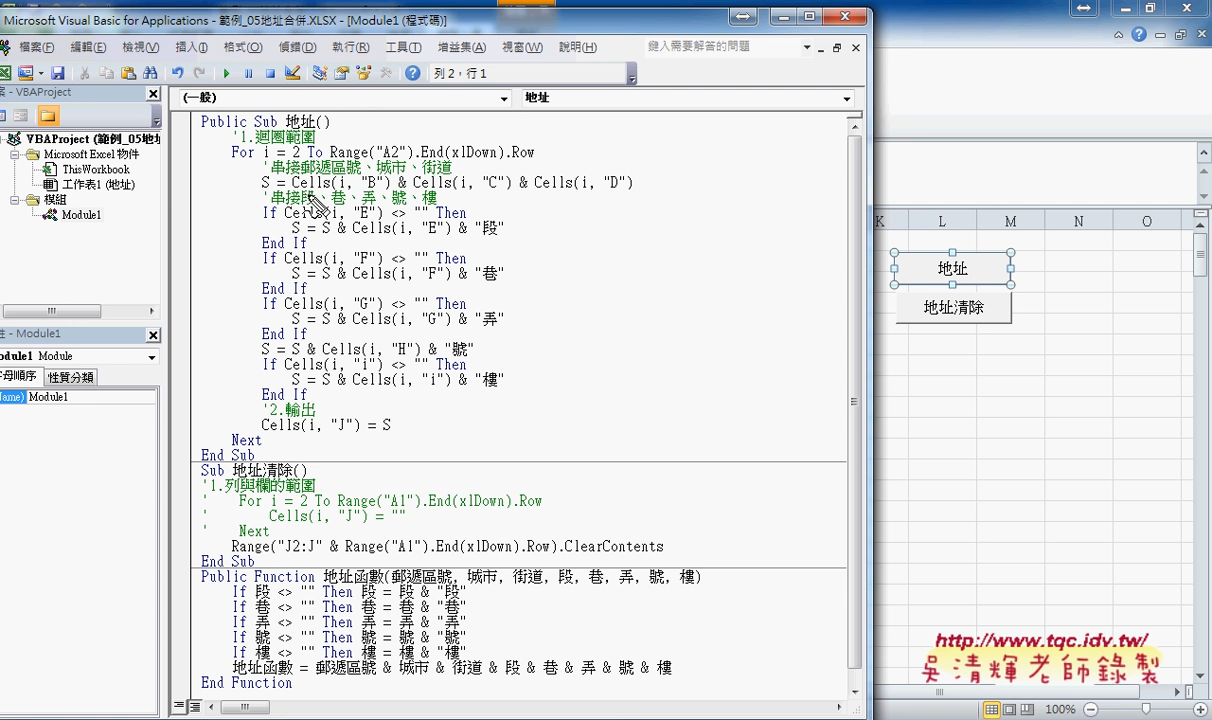 Microsoft Visual Basic for Applications - 範例_05地址合併.XLSX - [Module1 (程式碼)]
檔案(F) 編輯(E) 檢視(V) 插入(I) 格式(O) 偵錯(D) 執行(R) 工具(T) 增益集(A) 視窗(W) 說明(H) 鍵入需要解答的問題
列 2，行 1
案 - VBAProject
VBAProject (範例_05地
Microsoft Excel 物件
ThisWorkbook
工作表1 (地址)
模組
Module1
性 - Module1
odule1 Module
字母順序 性質分類
ame) Module1
(一般) 地址
Public Sub 地址()
'1.迴圈範圍
For i = 2 To Range("A2").End(xlDown).Row
'串接郵遞區號、城市、街道
S = Cells(i, "B") & Cells(i, "C") & Cells(i, "D")
'串接段、巷、弄、號、樓
If Cells(i, "E") <> "" Then
S = S & Cells(i, "E") & "段"
End If
If Cells(i, "F") <> "" Then
S = S & Cells(i, "F") & "巷"
End If
If Cells(i, "G") <> "" Then
S = S & Cells(i, "G") & "弄"
End If
S = S & Cells(i, "H") & "號"
If Cells(i, "i") <> "" Then
S = S & Cells(i, "i") & "樓"
End If
'2.輸出
Cells(i, "J") = S
Next
End Sub
Sub 地址清除()
'1.列與欄的範圍
'    For i = 2 To Range("A1").End(xlDown).Row
'        Cells(i, "J") = ""
'    Next
Range("J2:J" & Range("A1").End(xlDown).Row).ClearContents
End Sub
Public Function 地址函數(郵遞區號, 城市, 街道, 段, 巷, 弄, 號, 樓)
If 段 <> "" Then 段 = 段 & "段"
If 巷 <> "" Then 巷 = 巷 & "巷"
If 弄 <> "" Then 弄 = 弄 & "弄"
If 號 <> "" Then 號 = 號 & "號"
If 樓 <> "" Then 樓 = 樓 & "樓"
地址函數 = 郵遞區號 & 城市 & 街道 & 段 & 巷 & 弄 & 號 & 樓
End Function
K L M N O
地址
地址清除
http://www.tqc.idv.tw/
吳清輝老師錄製
100%